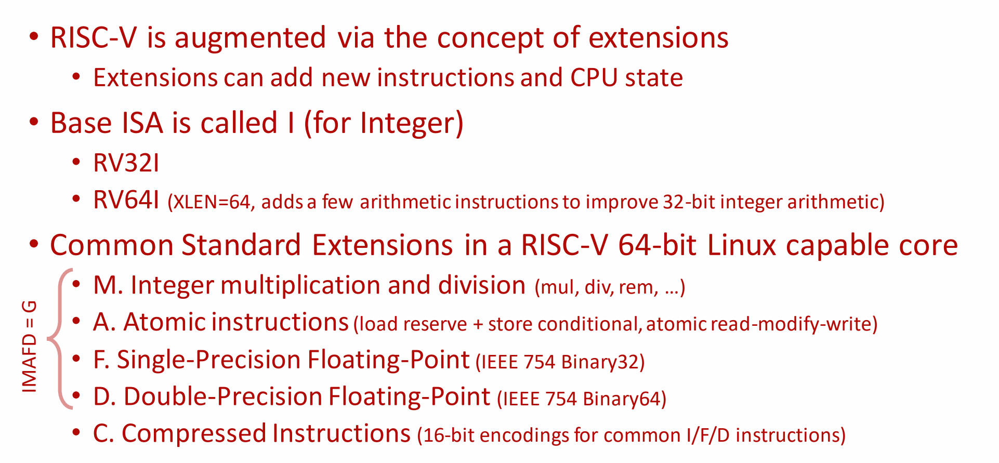 • RISC-V is augmented via the concept of extensions
• Extensions can add new instructions and CPU state
• Base ISA is called I (for Integer)
• RV32I
• RV64I (XLEN=64, adds a few arithmetic instructions to improve 32-bit integer arithmetic)
• Common Standard Extensions in a RISC-V 64-bit Linux capable core
IMAFD = G
• M. Integer multiplication and division (mul, div, rem, ...)
• A. Atomic instructions (load reserve + store conditional, atomic read-modify-write)
• F. Single-Precision Floating-Point (IEEE 754 Binary32)
• D. Double-Precision Floating-Point (IEEE 754 Binary64)
• C. Compressed Instructions (16-bit encodings for common I/F/D instructions)